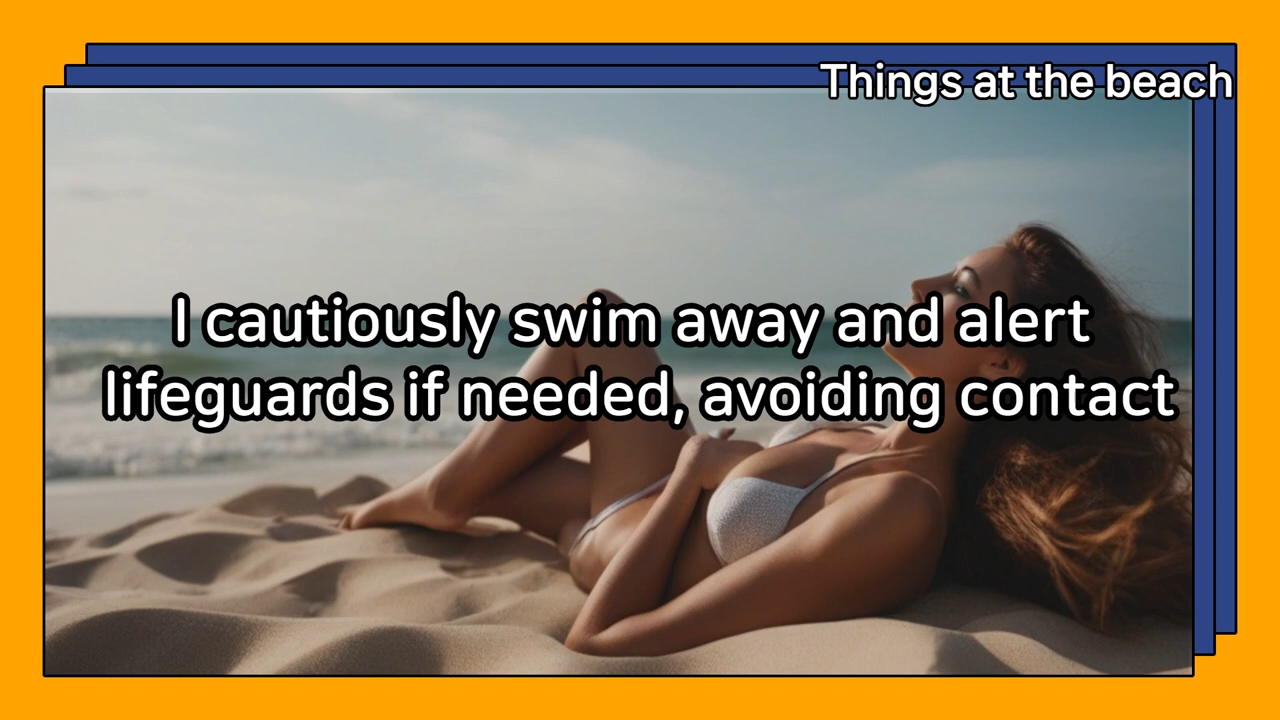 Things at the beach
I cautiously swim away and alert
lifeguards if needed, avoiding contact